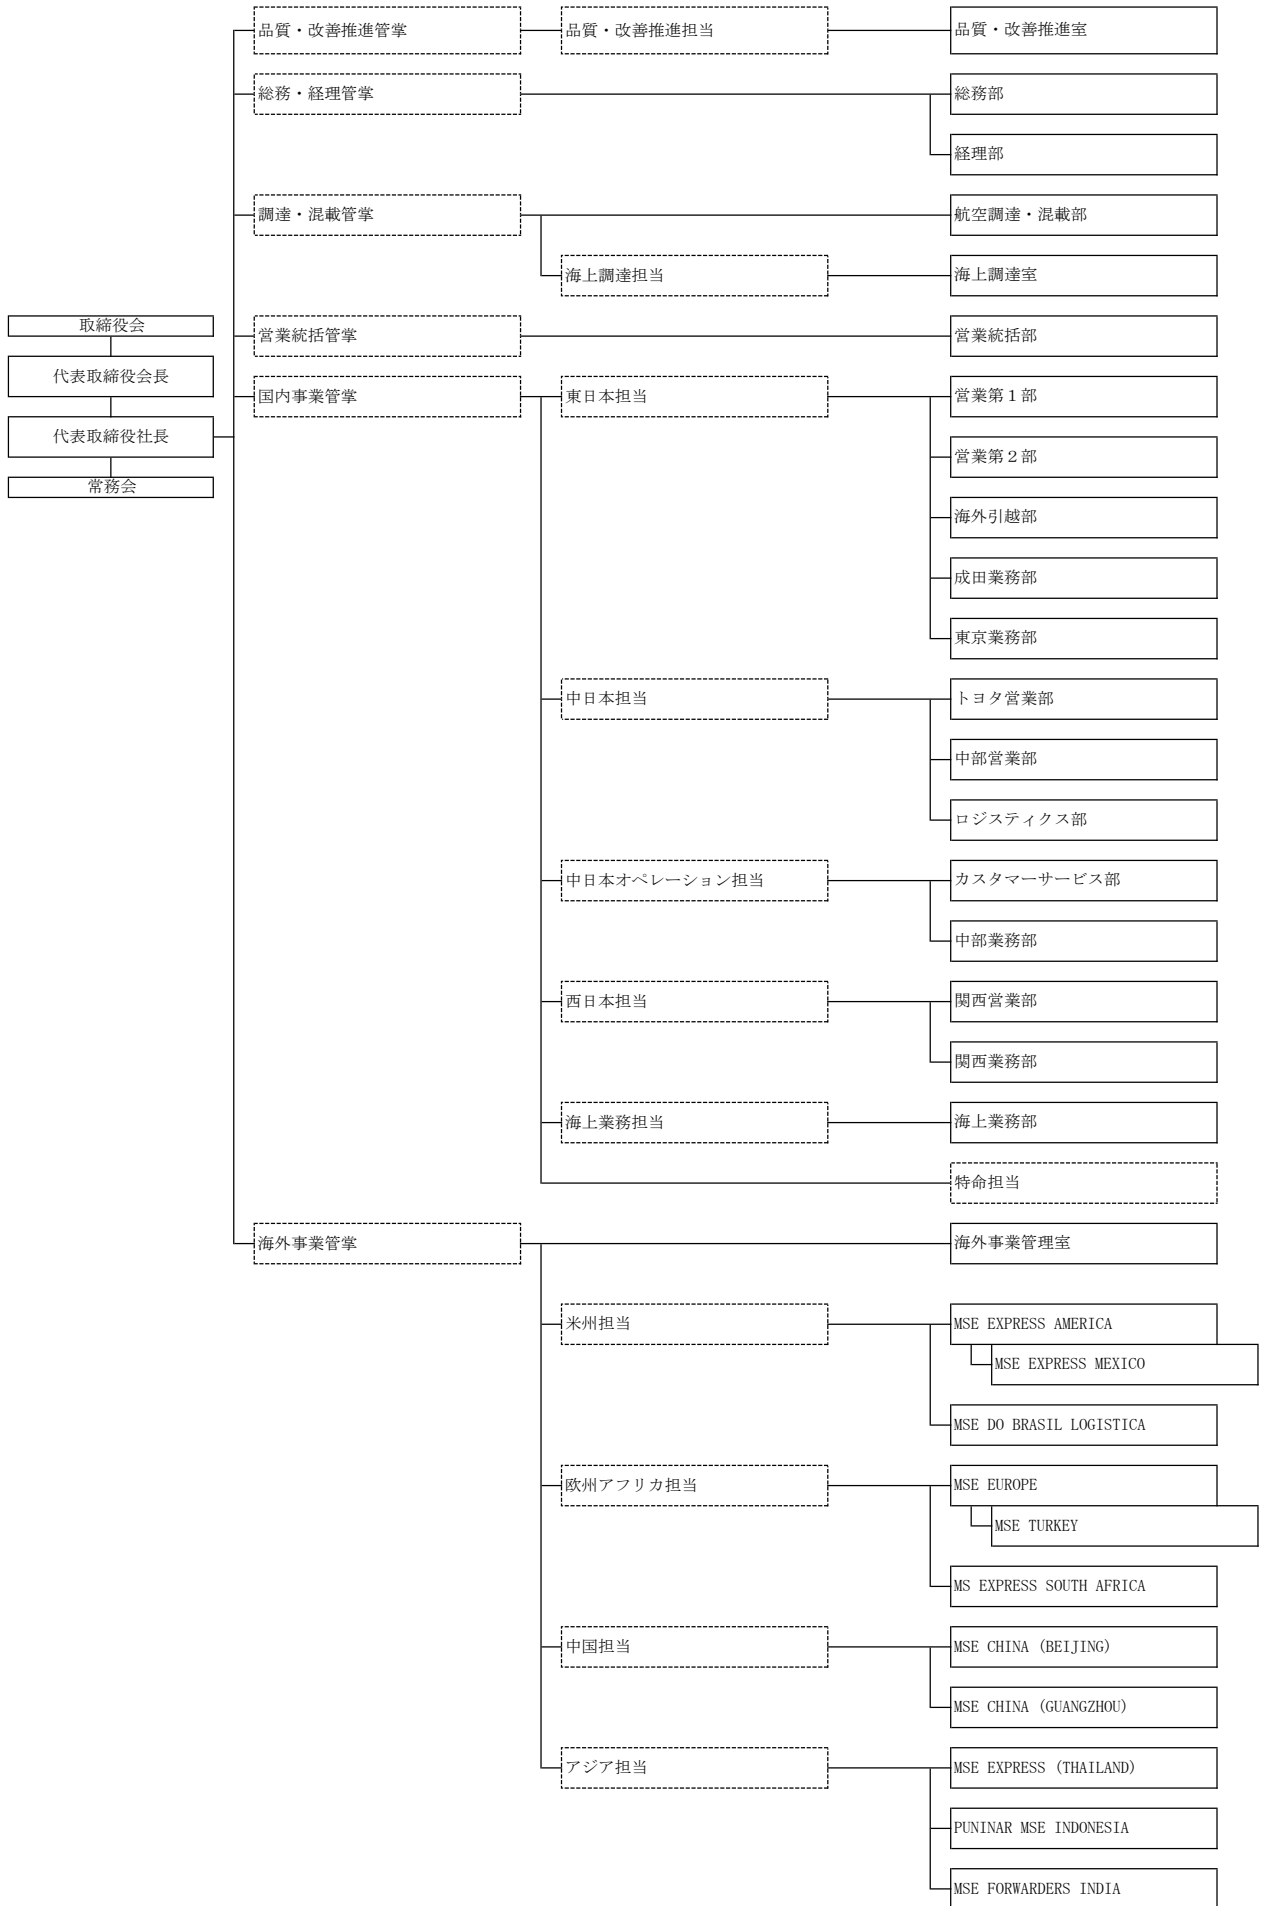 品質・改善推進管掌
品質・改善推進担当
品質・改善推進室
総務・経理管掌
総務部
経理部
調達・混載管掌
航空調達・混載部
海上調達担当
海上調達室
取締役会
代表取締役会長
代表取締役社長
常務会
営業統括管掌
営業統括部
国内事業管掌
東日本担当
営業第１部
営業第２部
海外引越部
成田業務部
東京業務部
中日本担当
トヨタ営業部
中部営業部
ロジスティクス部
中日本オペレーション担当
カスタマーサービス部
中部業務部
西日本担当
関西営業部
関西業務部
海上業務担当
海上業務部
特命担当
海外事業管掌
海外事業管理室
米州担当
MSE EXPRESS AMERICA
MSE EXPRESS MEXICO
MSE DO BRASIL LOGISTICA
欧州アフリカ担当
MSE EUROPE
MSE TURKEY
MS EXPRESS SOUTH AFRICA
中国担当
MSE CHINA (BEIJING)
MSE CHINA (GUANGZHOU)
アジア担当
MSE EXPRESS (THAILAND)
PUNINAR MSE INDONESIA
MSE FORWARDERS INDIA